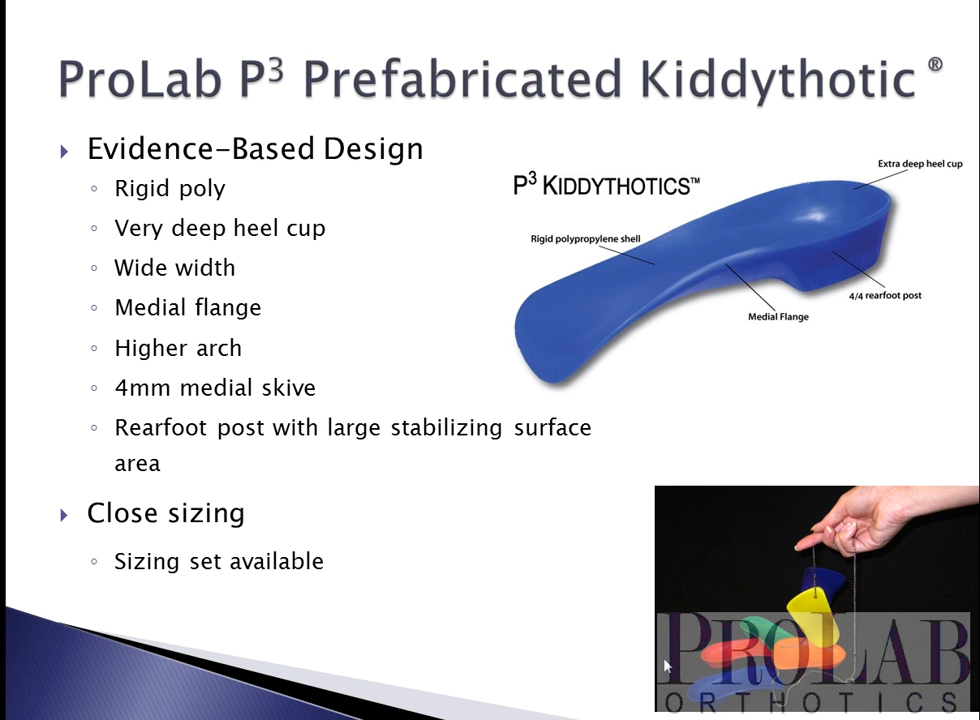 ProLab P³ Prefabricated Kiddythotic ®
Evidence-Based Design
Rigid poly
Very deep heel cup
Wide width
Medial flange
Higher arch
4mm medial skive
Rearfoot post with large stabilizing surface
area
Close sizing
Sizing set available
P³ KIDDYTHOTICS™
Extra deep heel cup
Rigid polypropylene shell
4/4 rearfoot post
Medial Flange
PROLAB
ORTHOTICS